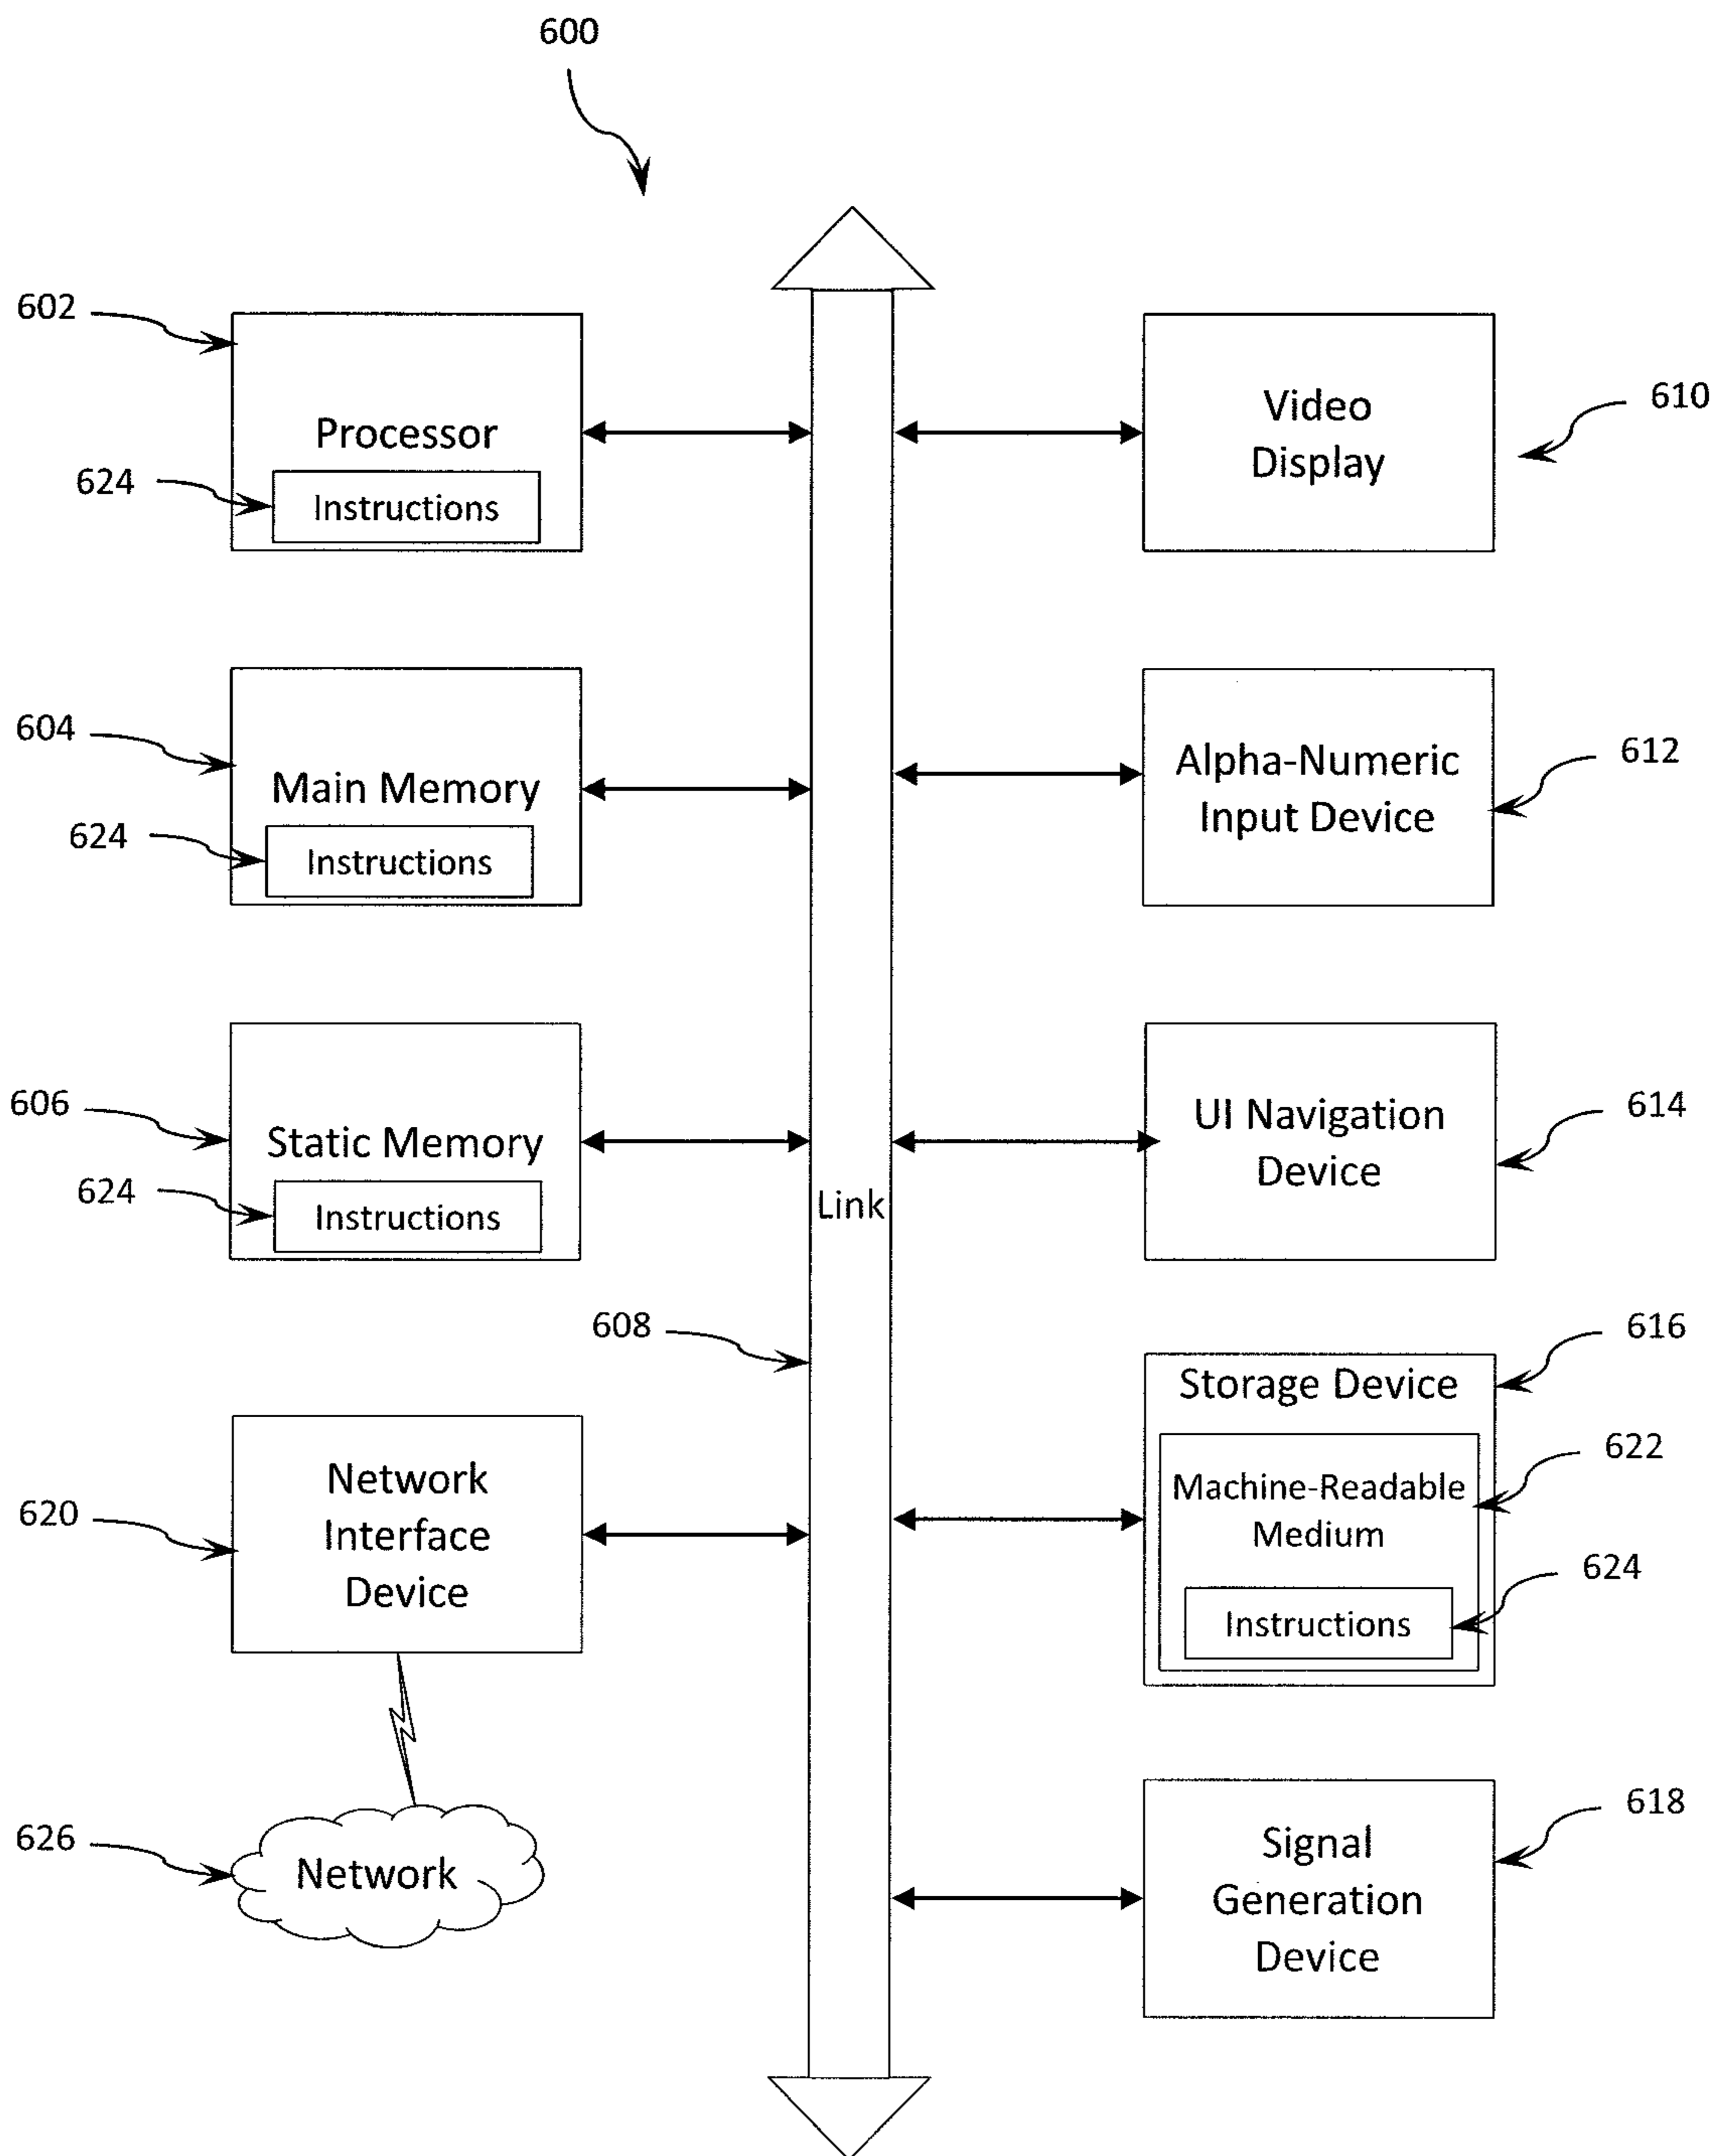 600
602
Processor
624
Instructions
604
Main Memory
624
Instructions
606
Static Memory
624
Instructions
608
Link
620
Network
Interface
Device
626
Network
Video
Display
610
Alpha-Numeric
Input Device
612
UI Navigation
Device
614
616
Storage Device
622
Machine-Readable
Medium
624
Instructions
618
Signal
Generation
Device